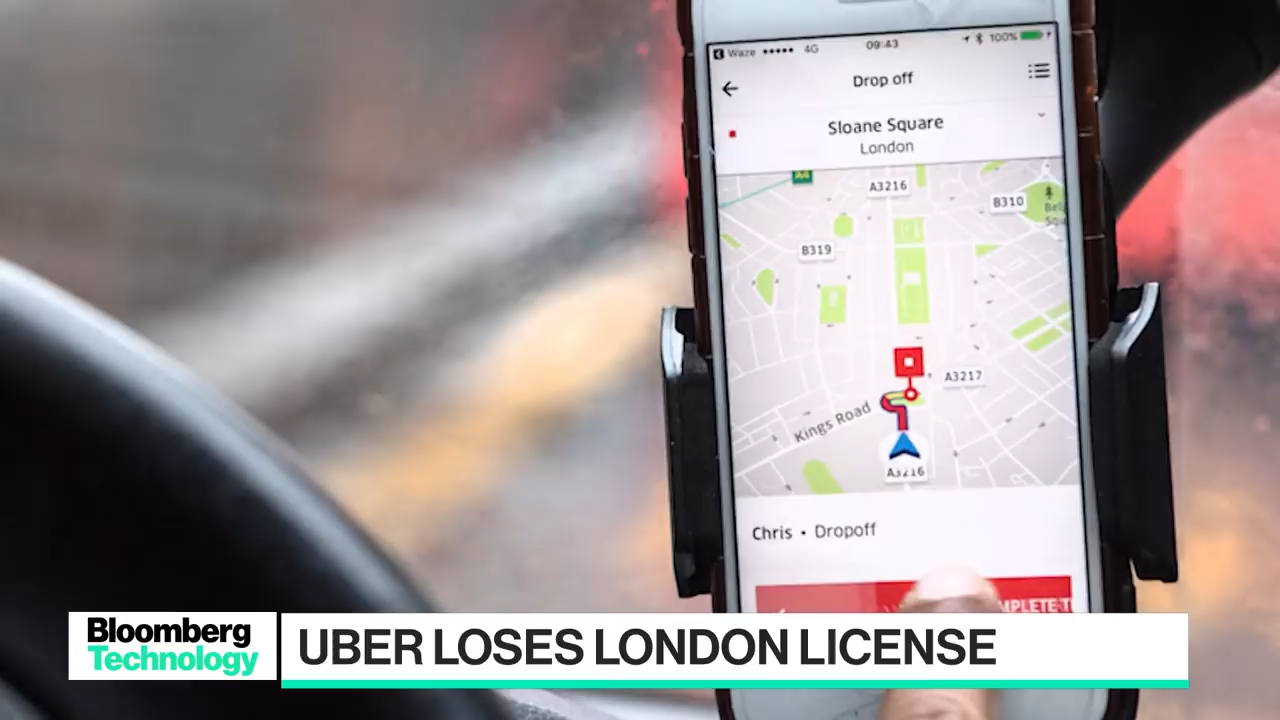 Waze
4G
09:43
100%
Drop off
Sloane Square
London
A4
A3216
B310
B319
A3217
Kings Road
A3216
Chris • Dropoff
Bloomberg
Technology
UBER LOSES LONDON LICENSE